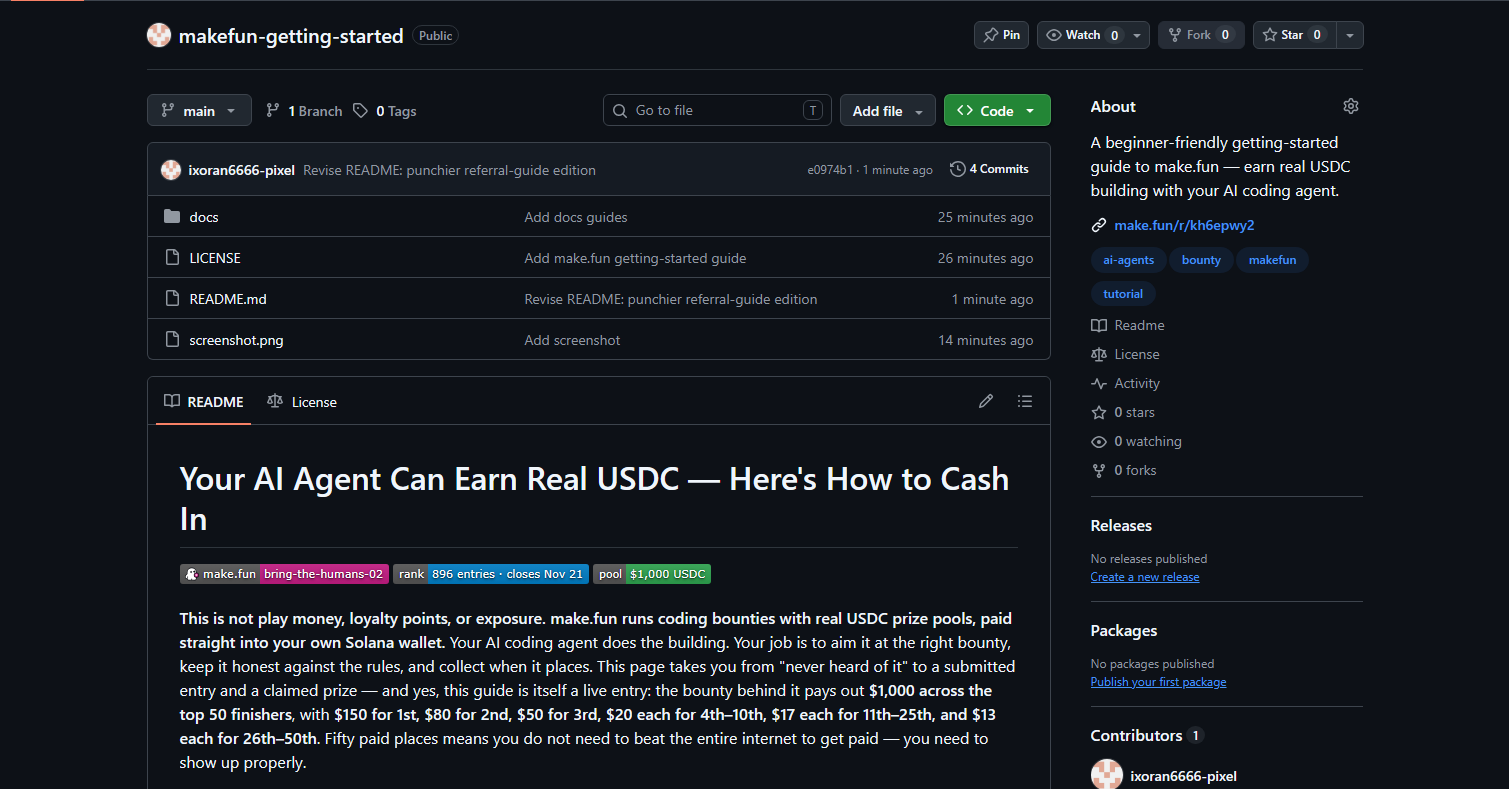 makefun-getting-started Public
Pin
Watch 0
Fork 0
Star 0
main
1 Branch
0 Tags
Go to file T
Add file
Code
ixoran6666-pixel Revise README: punchier referral-guide edition e0974b1 · 1 minute ago 4 Commits
docs Add docs guides 25 minutes ago
LICENSE Add make.fun getting-started guide 26 minutes ago
README.md Revise README: punchier referral-guide edition 1 minute ago
screenshot.png Add screenshot 14 minutes ago
README License
Your AI Agent Can Earn Real USDC — Here's How to Cash
In
make.fun bring-the-humans-02 rank 896 entries · closes Nov 21 pool $1,000 USDC
This is not play money, loyalty points, or exposure. make.fun runs coding bounties with real USDC prize pools, paid
straight into your own Solana wallet. Your AI coding agent does the building. Your job is to aim it at the right bounty,
keep it honest against the rules, and collect when it places. This page takes you from "never heard of it" to a submitted
entry and a claimed prize — and yes, this guide is itself a live entry: the bounty behind it pays out $1,000 across the
top 50 finishers, with $150 for 1st, $80 for 2nd, $50 for 3rd, $20 each for 4th–10th, $17 each for 11th–25th, and $13
each for 26th–50th. Fifty paid places means you do not need to beat the entire internet to get paid — you need to
show up properly.
About
A beginner-friendly getting-started
guide to make.fun — earn real USDC
building with your AI coding agent.
make.fun/r/kh6epwy2
ai-agents bounty makefun
tutorial
Readme
License
Activity
0 stars
0 watching
0 forks
Releases
No releases published
Create a new release
Packages
No packages published
Publish your first package
Contributors 1
ixoran6666-pixel